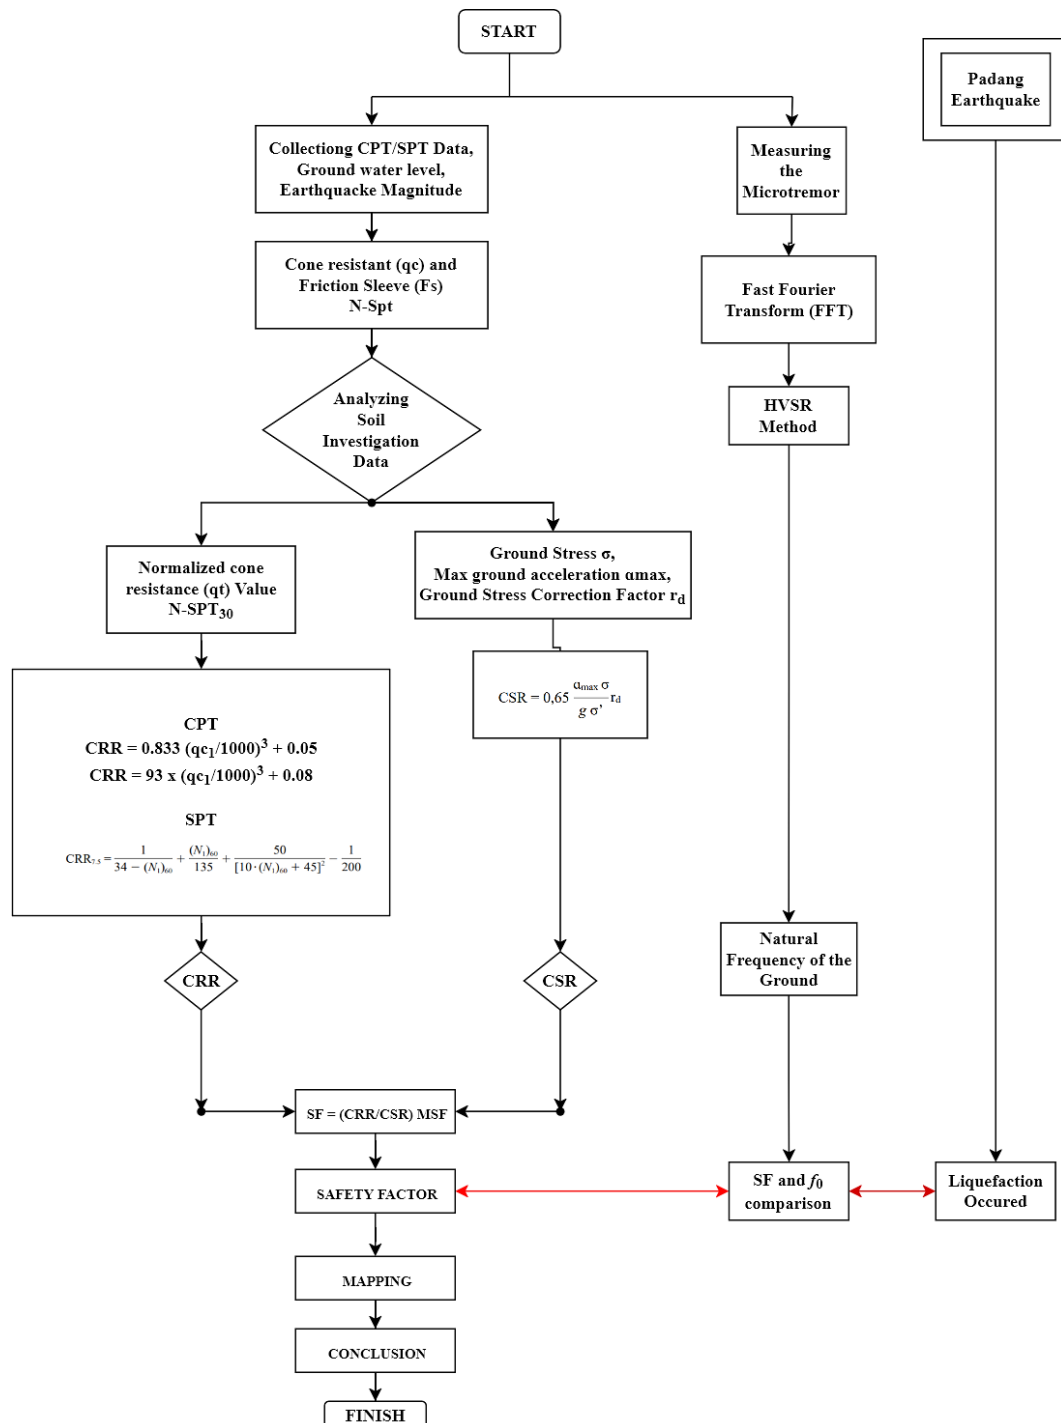 START
Padang
Earthquake
Collectiong CPT/SPT Data,
Ground water level,
Earthquacke Magnitude
Measuring
the
Microtremor
Cone resistant (qc) and
Friction Sleeve (Fs)
N-Spt
Fast Fourier
Transform (FFT)
Analyzing
Soil
Investigation
Data
HVSR
Method
Normalized cone
resistance (qt) Value
N-SPT30
Ground Stress σ,
Max ground acceleration αmax,
Ground Stress Correction Factor rd
CSR = 0,65 αmax σ / g σ' rd
CPT
CRR = 0.833 (qc1/1000)^3 + 0.05
CRR = 93 x (qc1/1000)^3 + 0.08
SPT
CRR7.5 = 1 / 34 − (N1)60 + (N1)60 / 135 + 50 / [10·(N1)60 + 45]^2 − 1 / 200
Natural
Frequency of the
Ground
CRR
CSR
SF = (CRR/CSR) MSF
SAFETY FACTOR
SF and f0
comparison
Liquefaction
Occured
MAPPING
CONCLUSION
FINISH